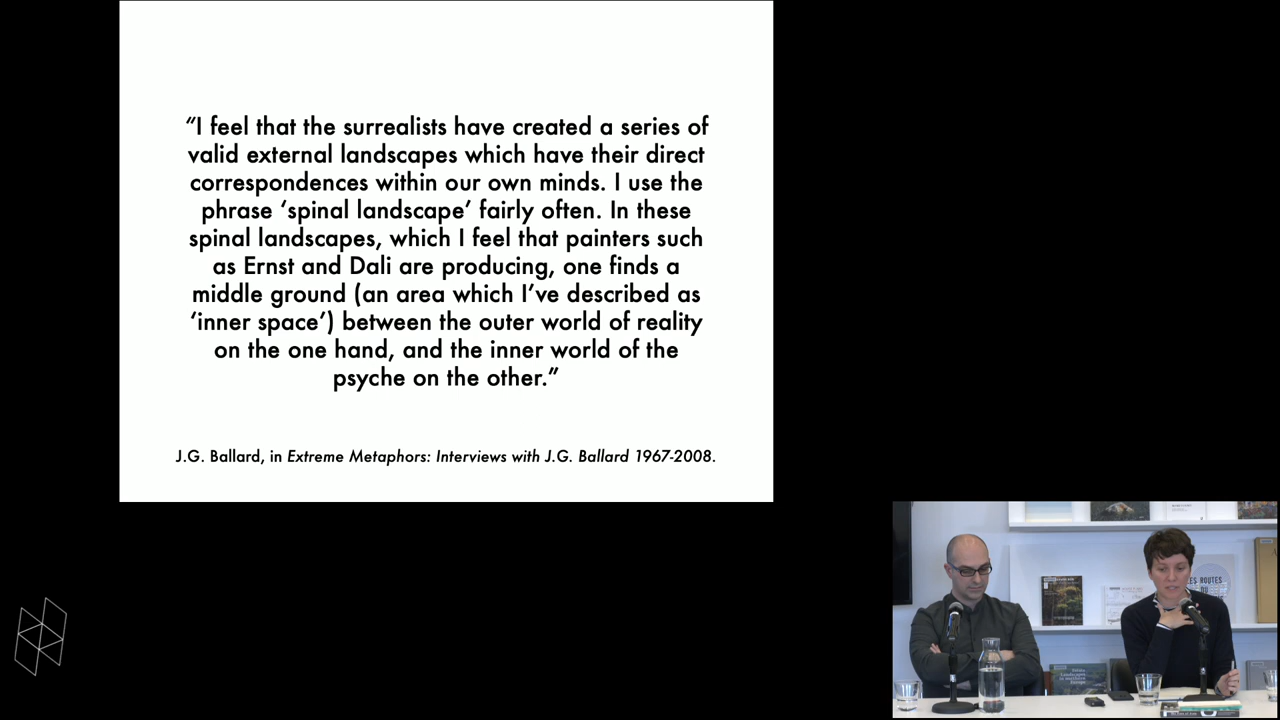 “I feel that the surrealists have created a series of
valid external landscapes which have their direct
correspondences within our own minds. I use the
phrase ‘spinal landscape’ fairly often. In these
spinal landscapes, which I feel that painters such
as Ernst and Dali are producing, one finds a
middle ground (an area which I’ve described as
‘inner space’) between the outer world of reality
on the one hand, and the inner world of the
psyche on the other.”
J.G. Ballard, in Extreme Metaphors: Interviews with J.G. Ballard 1967-2008.
ES ROUTES
DU